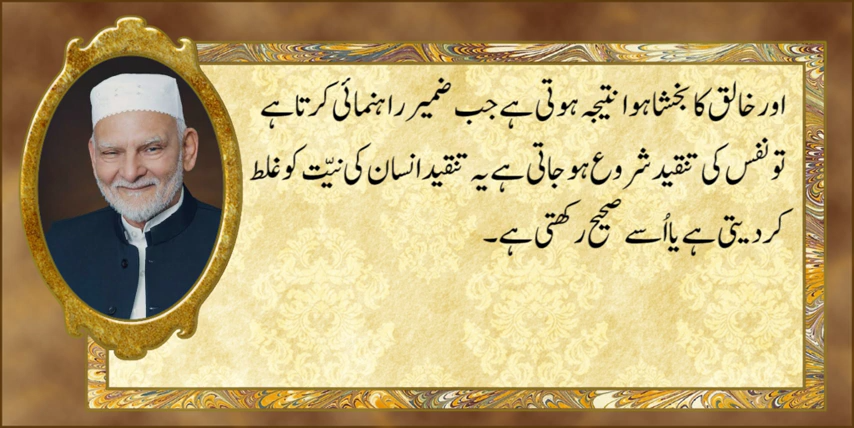 اور خالق کا بخشا ہوا نتیجہ ہوتی ہے جب ضمیر راہنمائی کرتا ہے
تو نفس کی تنقید شروع ہو جاتی ہے یہ تنقید انسان کی نیّت کو غلط
کر دیتی ہے یا اُسے صحیح رکھتی ہے۔